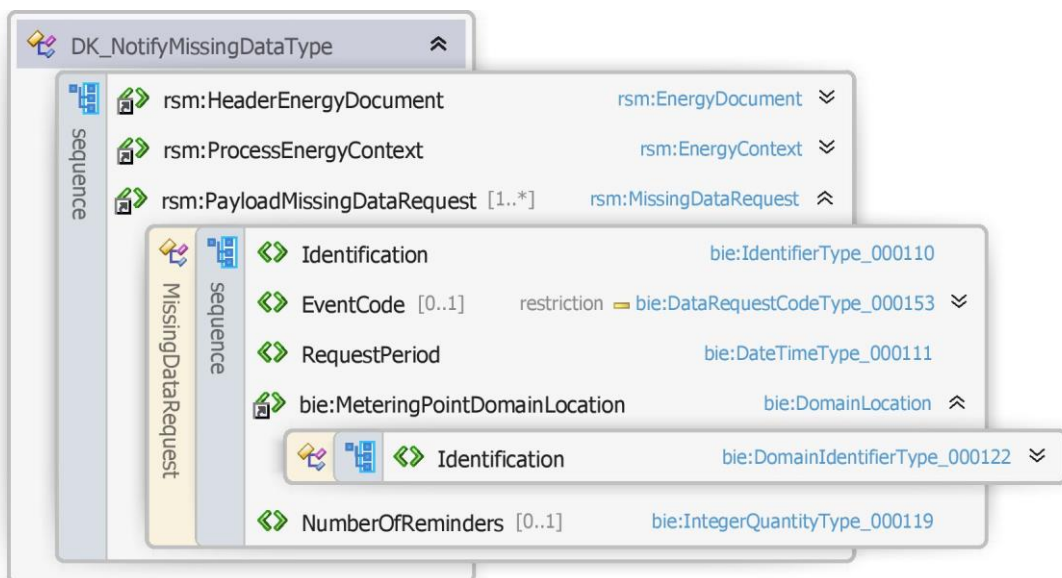 DK_NotifyMissingDataType
sequence
rsm:HeaderEnergyDocument rsm:EnergyDocument
rsm:ProcessEnergyContext rsm:EnergyContext
rsm:PayloadMissingDataRequest [1..*] rsm:MissingDataRequest
MissingDataRequest
sequence
Identification bie:IdentifierType_000110
EventCode [0..1] restriction bie:DataRequestCodeType_000153
RequestPeriod bie:DateTimeType_000111
bie:MeteringPointDomainLocation bie:DomainLocation
Identification bie:DomainIdentifierType_000122
NumberOfReminders [0..1] bie:IntegerQuantityType_000119